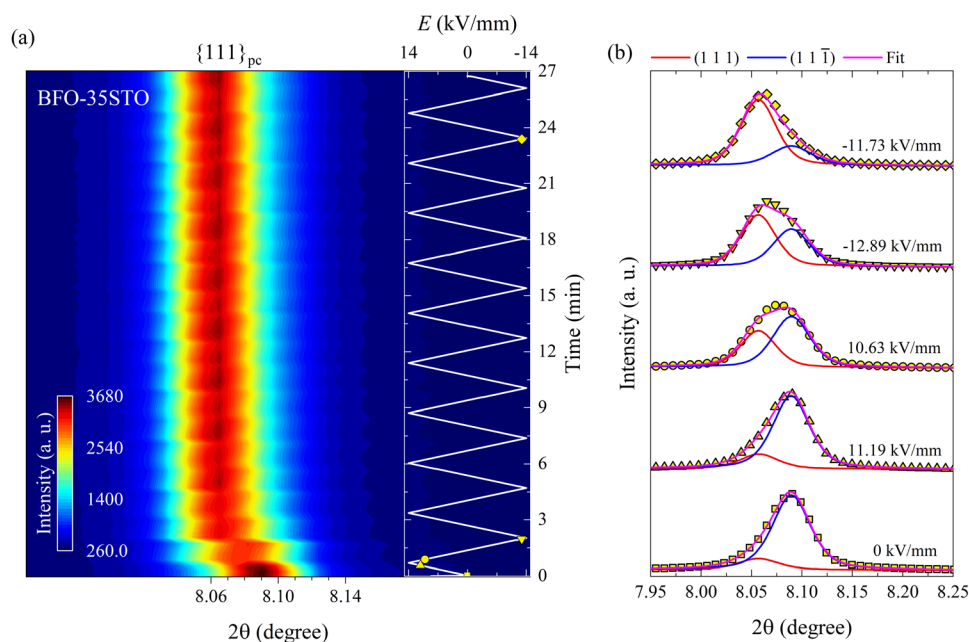 (a)
E (kV/mm)
14 0 -14
{111}pc
BFO-35STO
27
24
21
18
15
12
9
6
3
0
Time (min)
Intensity (a. u.)
3680
2540
1400
260.0
8.06 8.10 8.14
2θ (degree)
(b)
(1 1 1) (1 1 1̅) Fit
-11.73 kV/mm
-12.89 kV/mm
10.63 kV/mm
11.19 kV/mm
0 kV/mm
Intensity (a. u.)
7.95 8.00 8.05 8.10 8.15 8.20 8.25
2θ (degree)